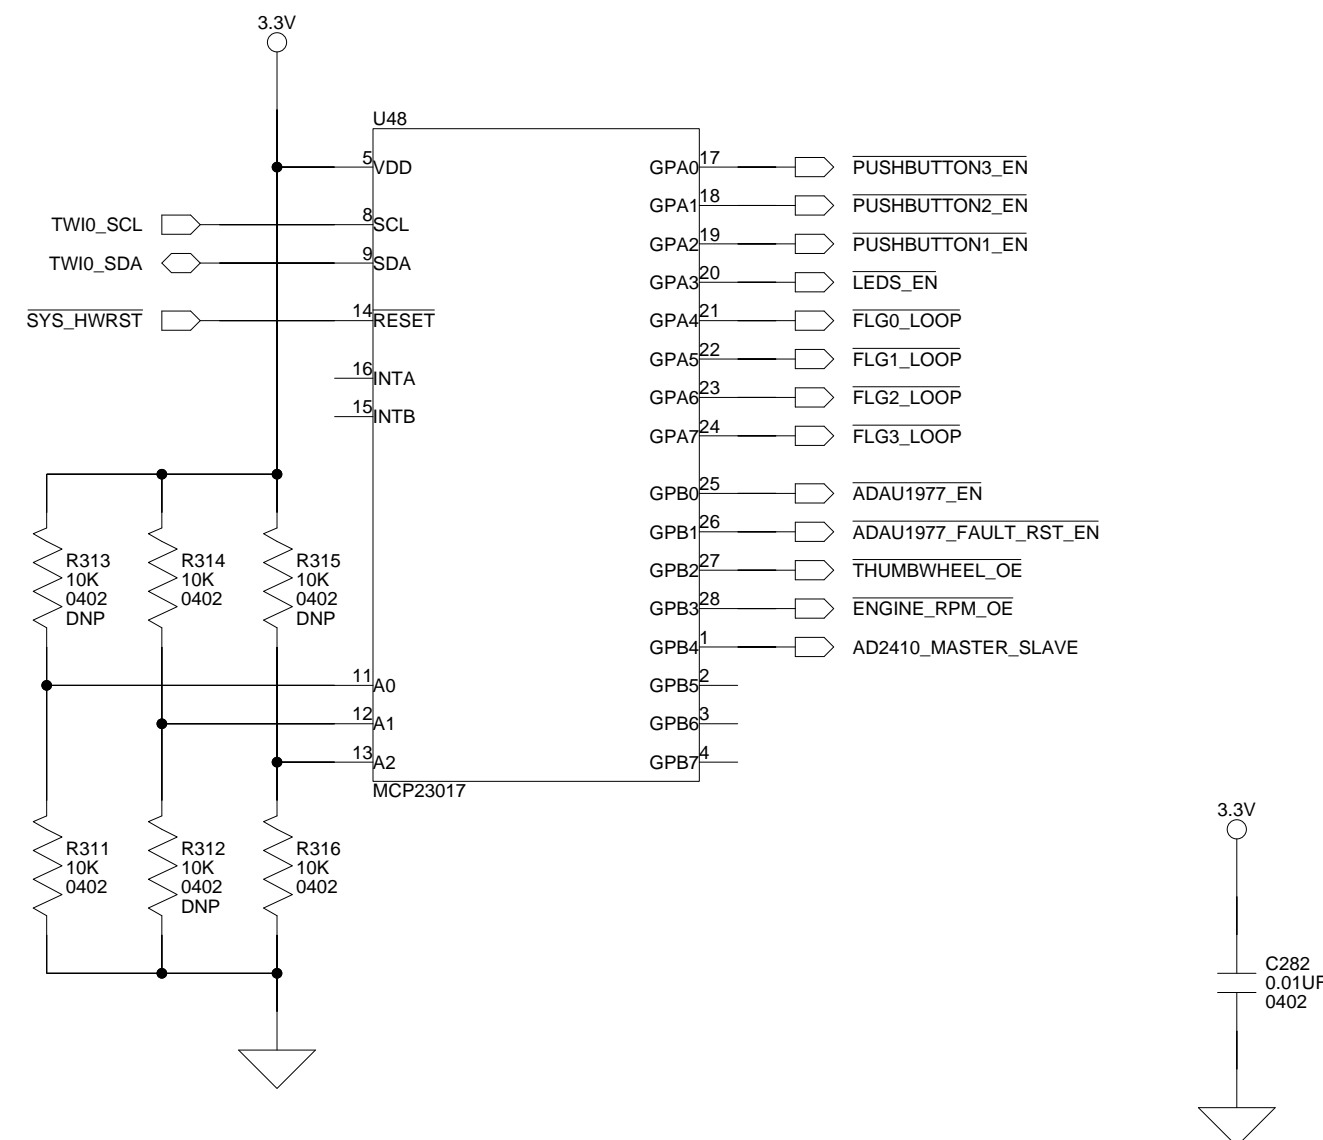 3.3V
U48
5 VDD
8 SCL
9 SDA
14 RESET
16 INTA
15 INTB
11 A0
12 A1
13 A2
MCP23017
TWI0_SCL
TWI0_SDA
SYS_HWRST
GPA0 17 PUSHBUTTON3_EN
GPA1 18 PUSHBUTTON2_EN
GPA2 19 PUSHBUTTON1_EN
GPA3 20 LEDS_EN
GPA4 21 FLG0_LOOP
GPA5 22 FLG1_LOOP
GPA6 23 FLG2_LOOP
GPA7 24 FLG3_LOOP
GPB0 25 ADAU1977_EN
GPB1 26 ADAU1977_FAULT_RST_EN
GPB2 27 THUMBWHEEL_OE
GPB3 28 ENGINE_RPM_OE
GPB4 1 AD2410_MASTER_SLAVE
GPB5 2
GPB6 3
GPB7 4
R313
10K
0402
DNP
R314
10K
0402
R315
10K
0402
DNP
R311
10K
0402
R312
10K
0402
DNP
R316
10K
0402
3.3V
C282
0.01UF
0402